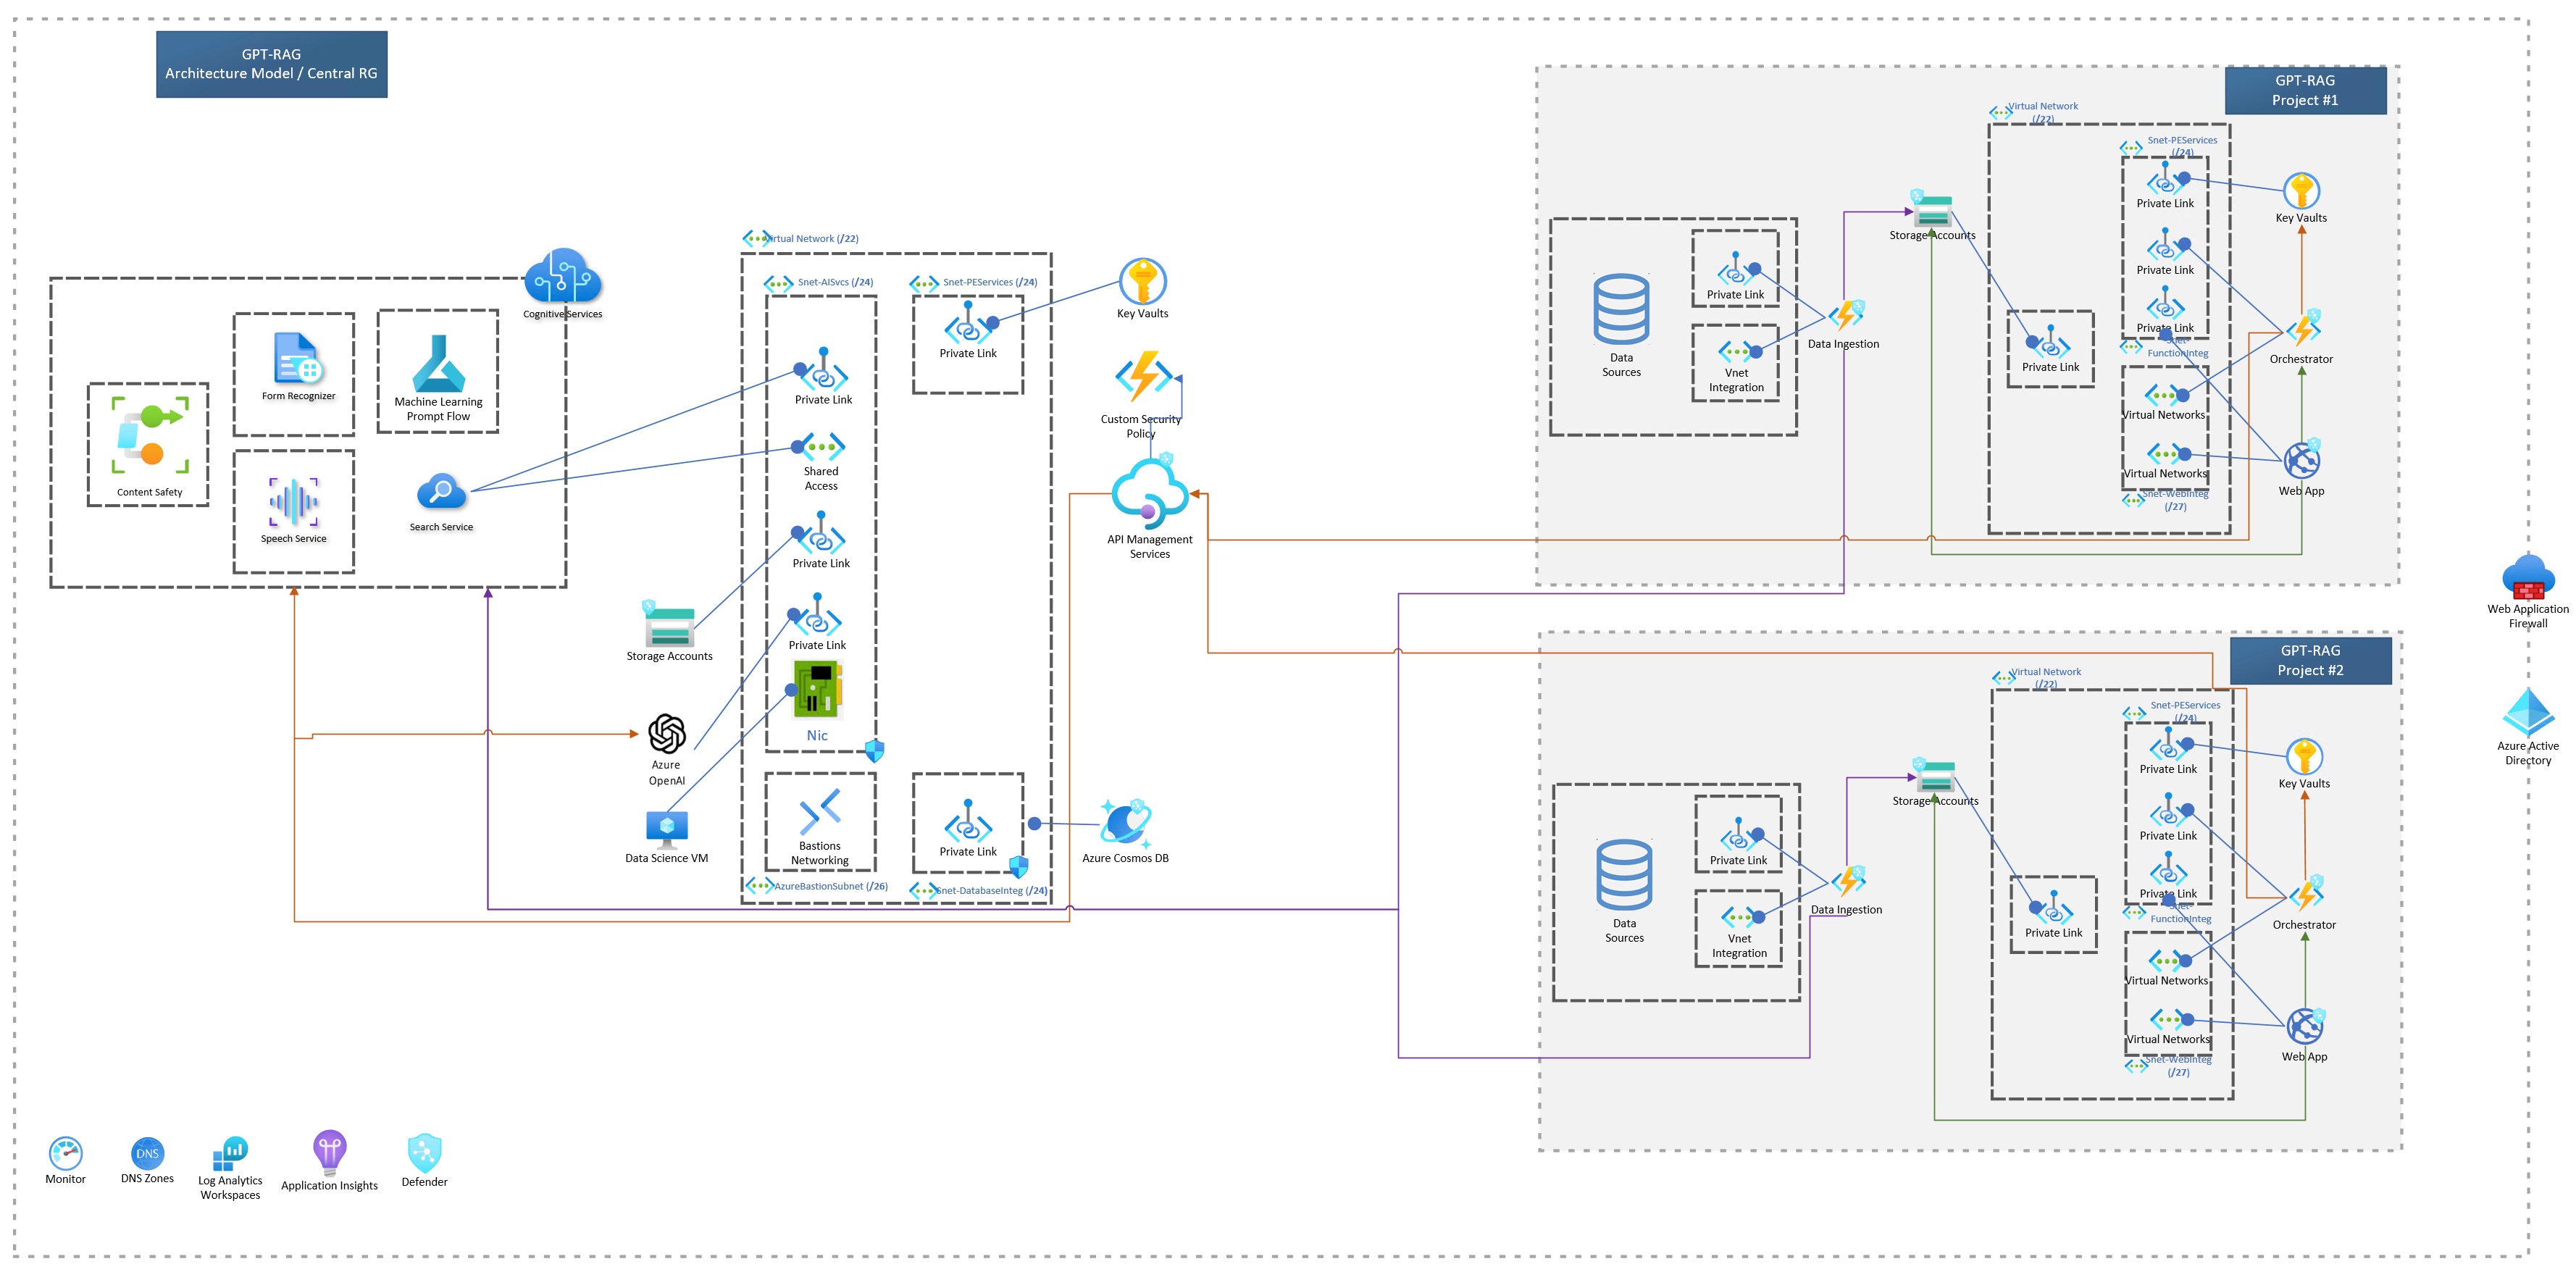 GPT-RAG
Architecture Model / Central RG
Cognitive Services
Form Recognizer
Machine Learning
Prompt Flow
Content Safety
Speech Service
Search Service
Storage Accounts
Azure
OpenAI
Data Science VM
Virtual Network (/22)
Snet-AISvcs (/24)
Snet-PEServices (/24)
Private Link
Private Link
Shared
Access
Private Link
Private Link
Nic
Bastions
Networking
AzureBastionSubnet (/26)
Private Link
Snet-DatabaseInteg (/24)
Key Vaults
Custom Security
Policy
API Management
Services
Azure Cosmos DB
Monitor
DNS
DNS Zones
Log Analytics
Workspaces
Application Insights
Defender
GPT-RAG
Project #1
Data
Sources
Private Link
Vnet
Integration
Data Ingestion
Storage Accounts
Virtual Network
(/22)
Private Link
Snet-PEServices
(/24)
Private Link
Private Link
Private Link
Snet-
FunctionInteg
Virtual Networks
Virtual Networks
Snet-WebInteg
(/27)
Key Vaults
Orchestrator
Web App
GPT-RAG
Project #2
Data
Sources
Private Link
Vnet
Integration
Data Ingestion
Storage Accounts
Virtual Network
(/22)
Private Link
Snet-PEServices
(/24)
Private Link
Private Link
Private Link
Snet-
FunctionInteg
Virtual Networks
Virtual Networks
Snet-WebInteg
(/27)
Key Vaults
Orchestrator
Web App
Web Application
Firewall
Azure Active
Directory